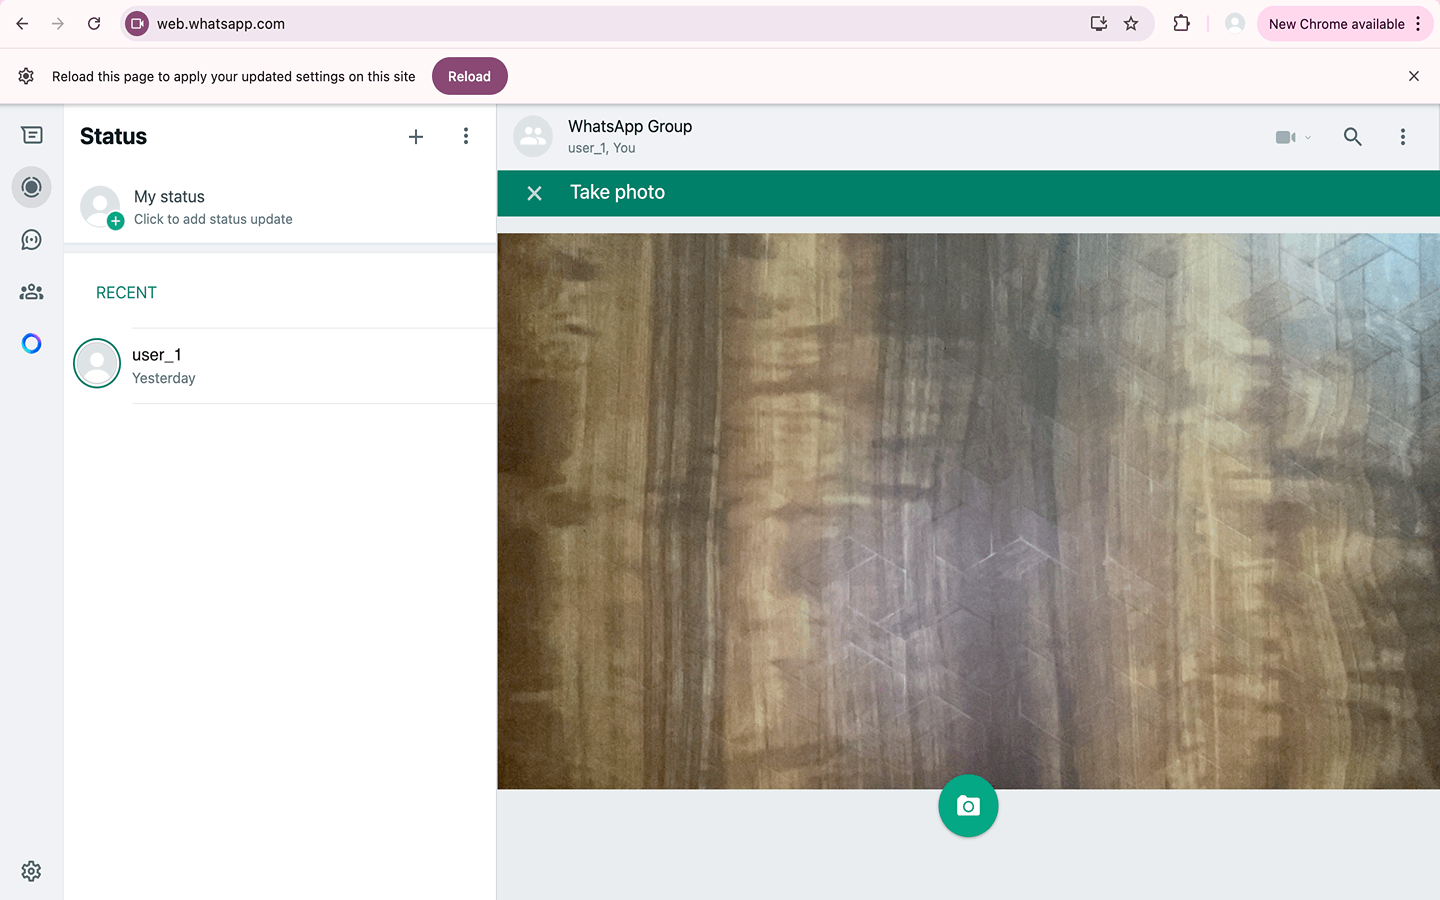 web.whatsapp.com
New Chrome available
Reload this page to apply your updated settings on this site
Reload
Status
My status
Click to add status update
RECENT
user_1
Yesterday
WhatsApp Group
user_1, You
Take photo